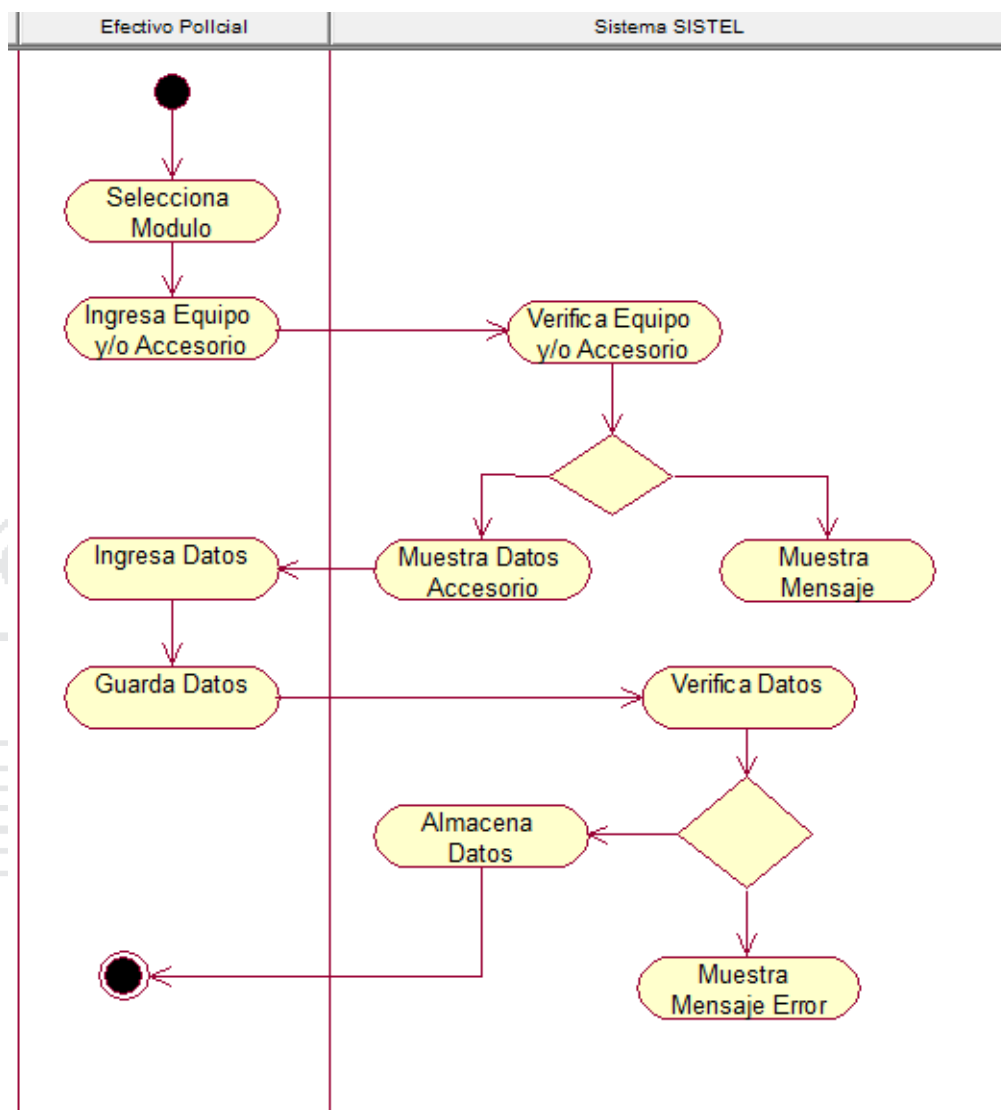 Efectivo Policial
Sistema SISTEL
Selecciona
Modulo
Ingresa Equipo
y/o Accesorio
Verifica Equipo
y/o Accesorio
Ingresa Datos
Muestra Datos
Accesorio
Muestra
Mensaje
Guarda Datos
Verifica Datos
Almacena
Datos
Muestra
Mensaje Error